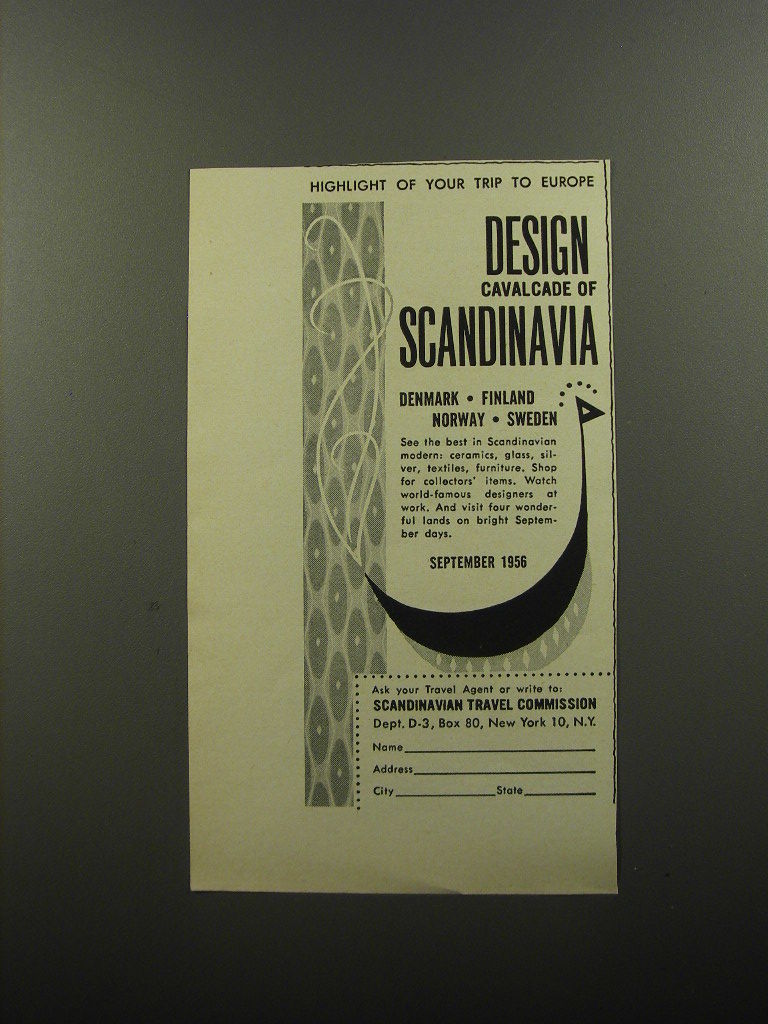 HIGHLIGHT OF YOUR TRIP TO EUROPE
DESIGN
CAVALCADE OF
SCANDINAVIA
DENMARK • FINLAND
NORWAY • SWEDEN
See the best in Scandinavian
modern: ceramics, glass, sil-
ver, textiles, furniture. Shop
for collectors' items. Watch
world-famous designers at
work. And visit four wonder-
ful lands on bright Septem-
ber days.
SEPTEMBER 1956
Ask your Travel Agent or write to:
SCANDINAVIAN TRAVEL COMMISSION
Dept. D-3, Box 80, New York 10, N.Y.
Name
Address
City State